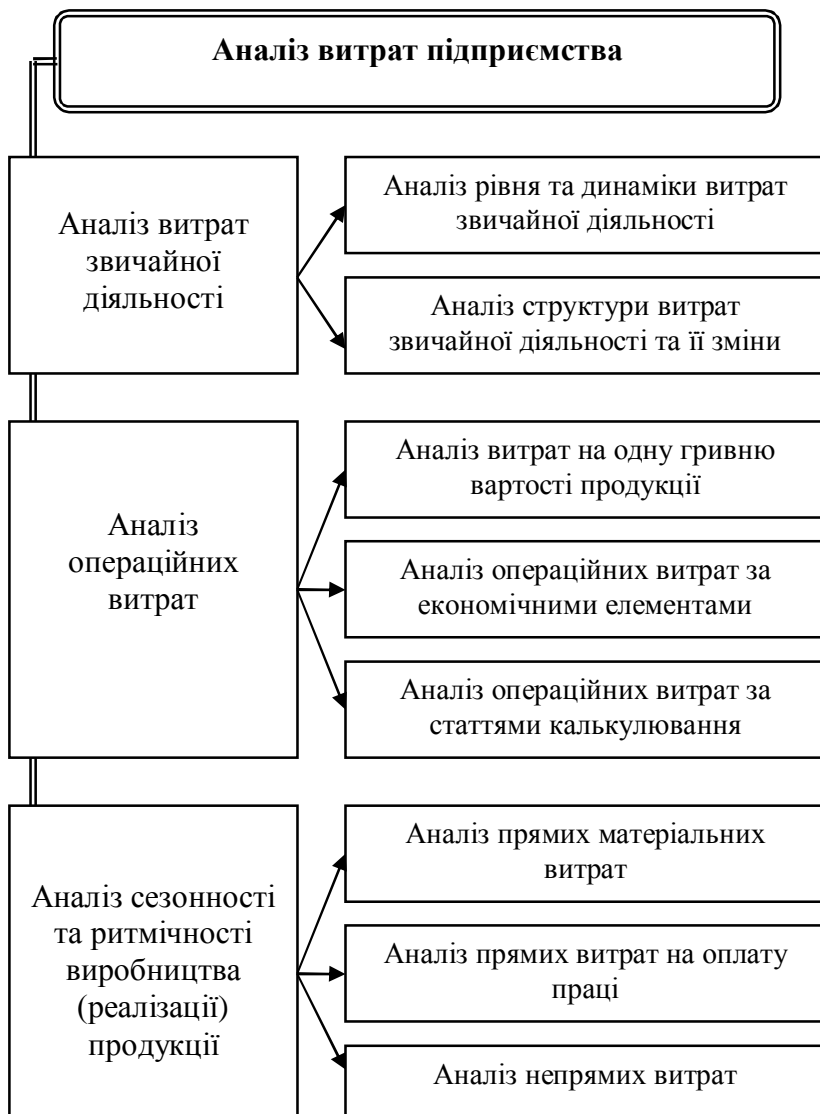 Аналіз витрат підприємства
Аналіз витрат
звичайної
діяльності
Аналіз рівня та динаміки витрат
звичайної діяльності
Аналіз структури витрат
звичайної діяльності та її зміни
Аналіз
операційних
витрат
Аналіз витрат на одну гривню
вартості продукції
Аналіз операційних витрат за
економічними елементами
Аналіз операційних витрат за
статтями калькулювання
Аналіз сезонності
та ритмічності
виробництва
(реалізації)
продукції
Аналіз прямих матеріальних
витрат
Аналіз прямих витрат на оплату
праці
Аналіз непрямих витрат